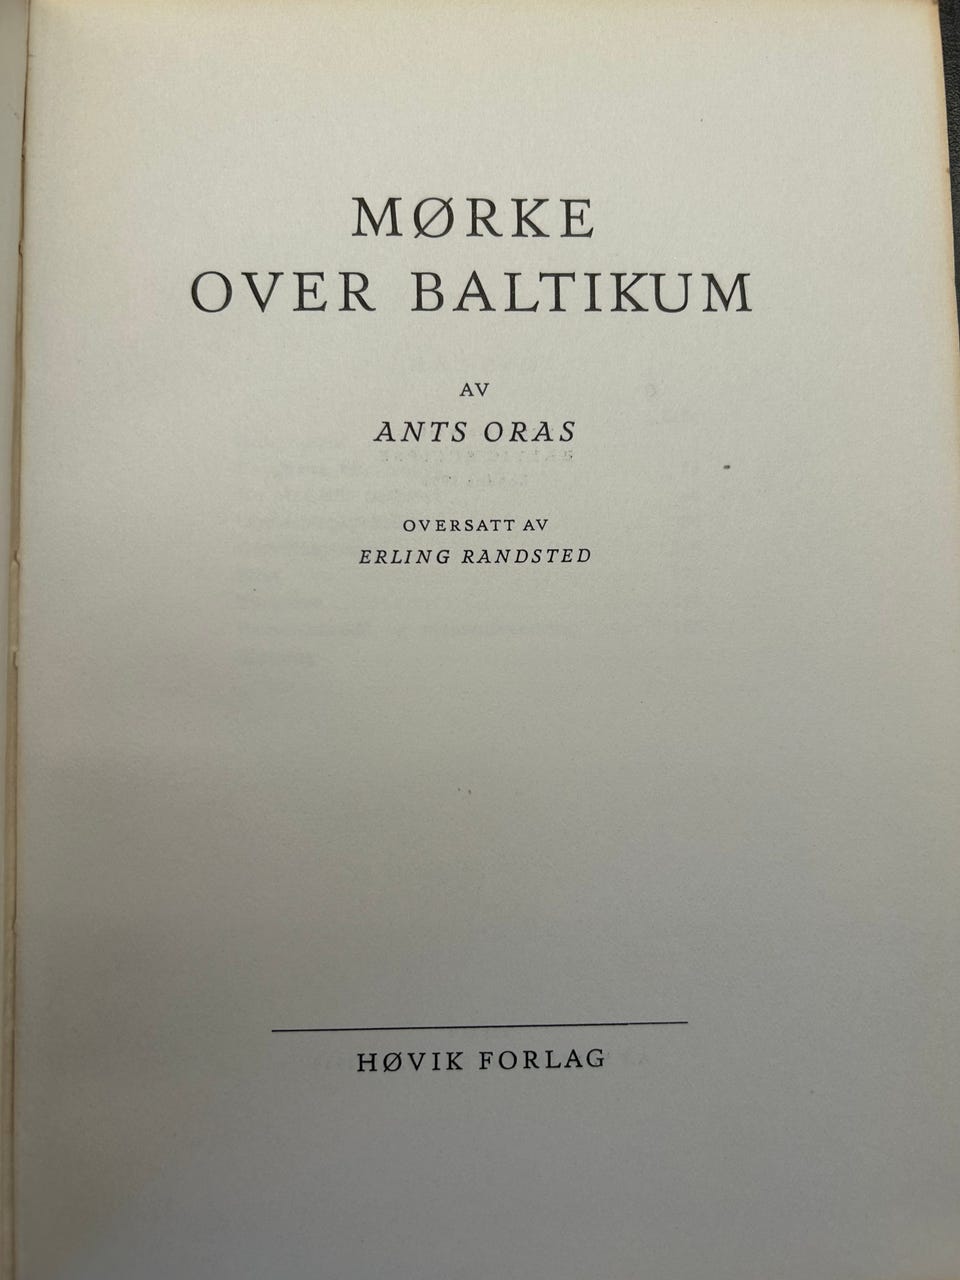 MØRKE
OVER BALTIKUM
AV
ANTS ORAS
OVERSATT AV
ERLING RANDSTED
HØVIK FORLAG